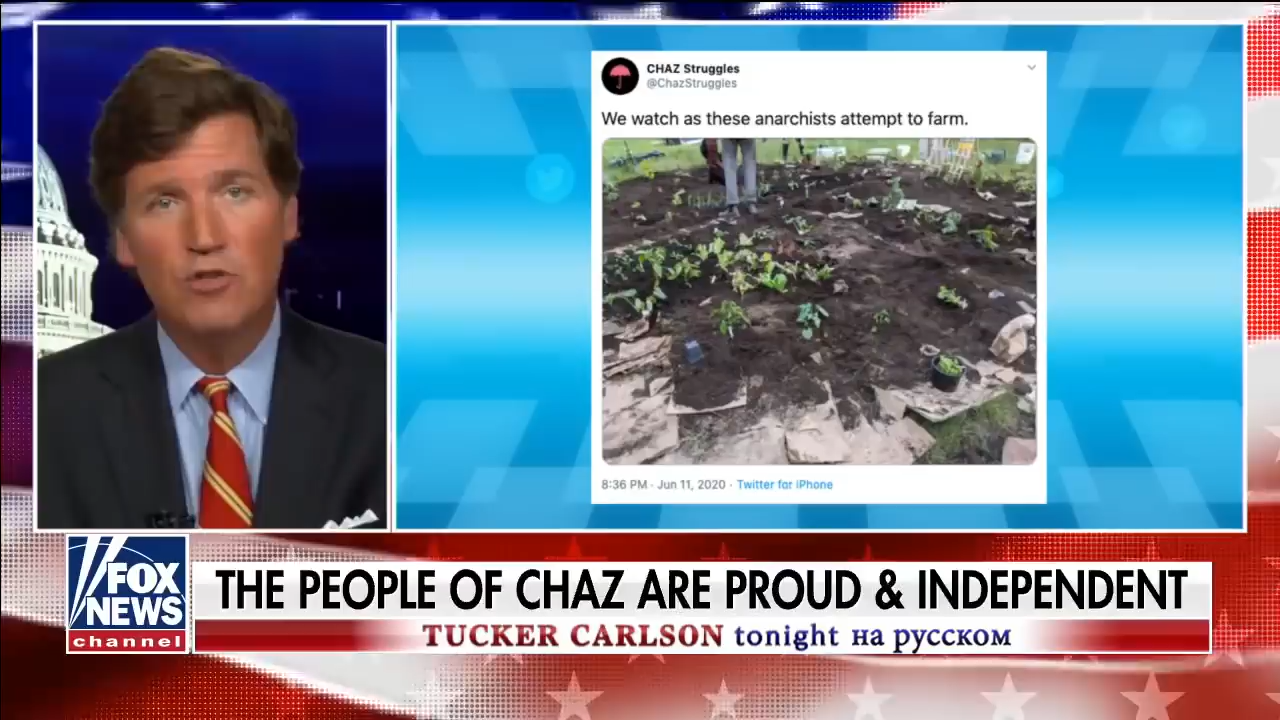 CHAZ Struggles
@ChazStruggles
We watch as these anarchists attempt to farm.
8:36 PM · Jun 11, 2020 · Twitter for iPhone
FOX
NEWS
channel
THE PEOPLE OF CHAZ ARE PROUD & INDEPENDENT
TUCKER CARLSON tonight на русском